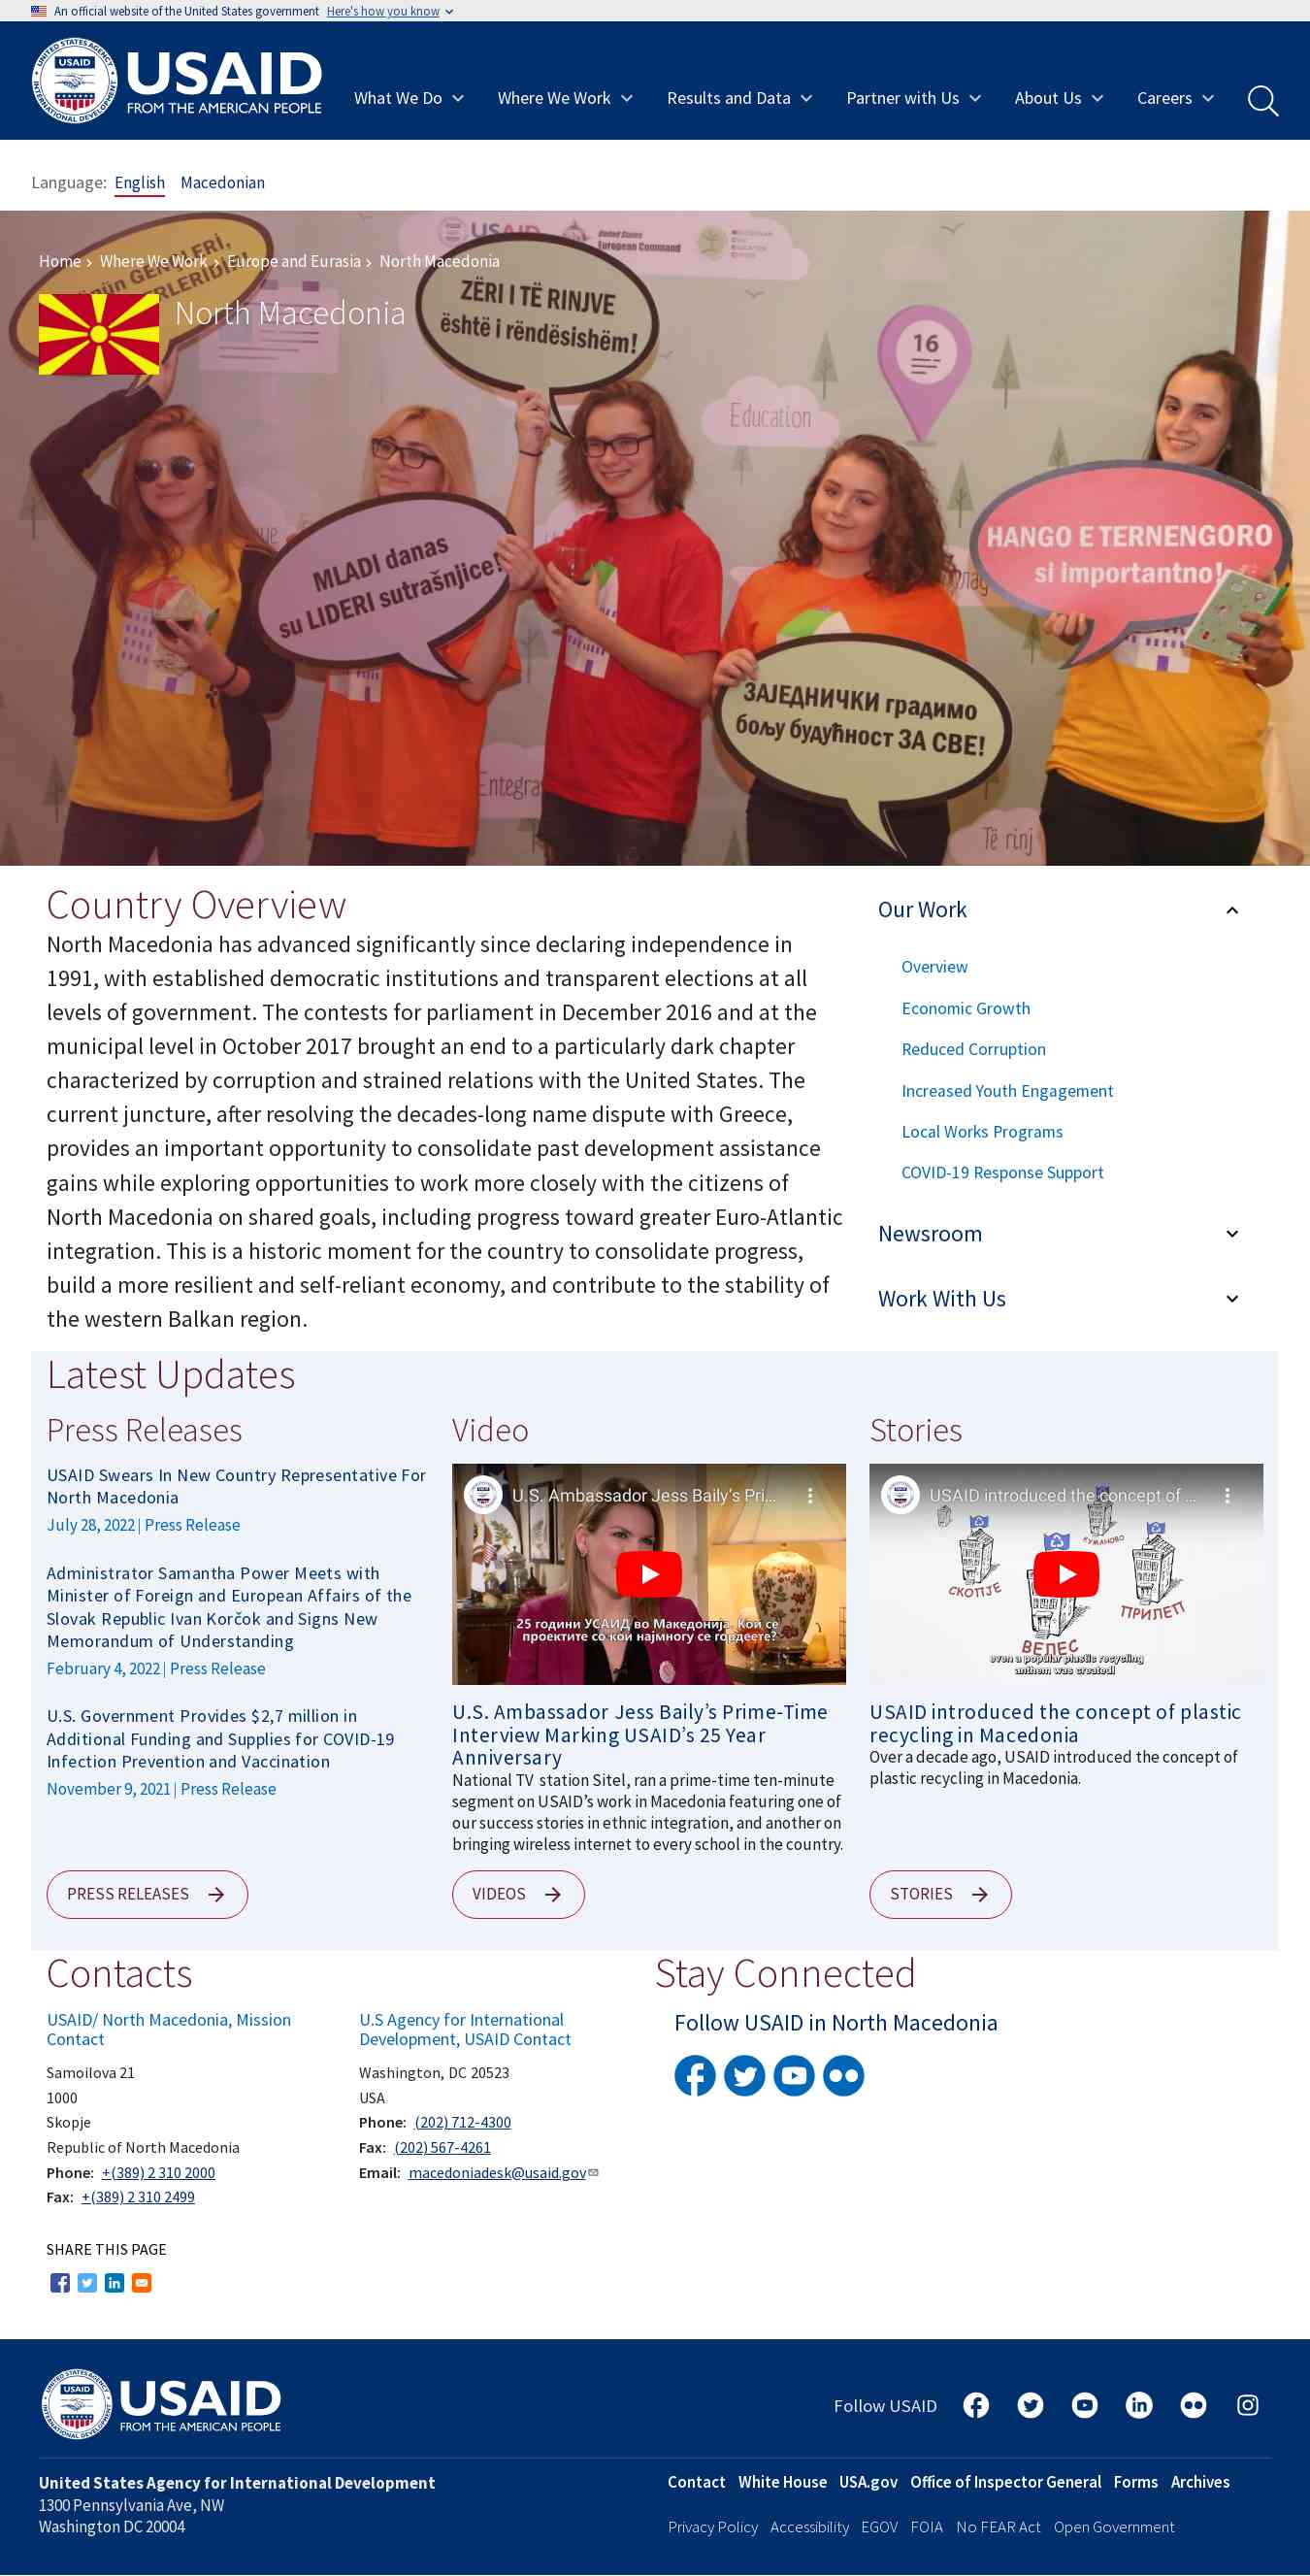 An official website of the United States government Here's how you know
USAID
FROM THE AMERICAN PEOPLE
What We Do
Where We Work
Results and Data
Partner with Us
About Us
Careers
Language: English Macedonian
Home › Where We Work › Europe and Eurasia › North Macedonia
North Macedonia
ZËRI I TË RINJVE
është i rëndësishëm!
16
Education
MLADI danas
su LIDERI sutrašnjice!
HANGO E TERNENGORO
si importantno!
ЗАЈЕДНИЧКИ градимо
бољу будућност ЗА СВЕ!
Të rinj
Country Overview
North Macedonia has advanced significantly since declaring independence in
1991, with established democratic institutions and transparent elections at all
levels of government. The contests for parliament in December 2016 and at the
municipal level in October 2017 brought an end to a particularly dark chapter
characterized by corruption and strained relations with the United States. The
current juncture, after resolving the decades-long name dispute with Greece,
provides an important opportunity to consolidate past development assistance
gains while exploring opportunities to work more closely with the citizens of
North Macedonia on shared goals, including progress toward greater Euro-Atlantic
integration. This is a historic moment for the country to consolidate progress,
build a more resilient and self-reliant economy, and contribute to the stability of
the western Balkan region.
Our Work
Overview
Economic Growth
Reduced Corruption
Increased Youth Engagement
Local Works Programs
COVID-19 Response Support
Newsroom
Work With Us
Latest Updates
Press Releases
USAID Swears In New Country Representative For
North Macedonia
July 28, 2022 | Press Release
Administrator Samantha Power Meets with
Minister of Foreign and European Affairs of the
Slovak Republic Ivan Korčok and Signs New
Memorandum of Understanding
February 4, 2022 | Press Release
U.S. Government Provides $2,7 million in
Additional Funding and Supplies for COVID-19
Infection Prevention and Vaccination
November 9, 2021 | Press Release
PRESS RELEASES
Video
U.S. Ambassador Jess Baily's Pri...
25 години УСАИД во Македонија. Кои се
проектите со кои најмногу се гордеете?
U.S. Ambassador Jess Baily’s Prime-Time
Interview Marking USAID’s 25 Year
Anniversary
National TV station Sitel, ran a prime-time ten-minute
segment on USAID’s work in Macedonia featuring one of
our success stories in ethnic integration, and another on
bringing wireless internet to every school in the country.
VIDEOS
Stories
USAID introduced the concept of ...
СКОПЈЕ
КУМАНОВО
ПРИЛЕП
ВЕЛЕС
even a popular plastic recycling
anthem was created!
USAID introduced the concept of plastic
recycling in Macedonia
Over a decade ago, USAID introduced the concept of
plastic recycling in Macedonia.
STORIES
Contacts
USAID/ North Macedonia, Mission
Contact
Samoilova 21
1000
Skopje
Republic of North Macedonia
Phone: +(389) 2 310 2000
Fax: +(389) 2 310 2499
U.S Agency for International
Development, USAID Contact
Washington, DC 20523
USA
Phone: (202) 712-4300
Fax: (202) 567-4261
Email: macedoniadesk@usaid.gov
Stay Connected
Follow USAID in North Macedonia
SHARE THIS PAGE
USAID
FROM THE AMERICAN PEOPLE
Follow USAID
United States Agency for International Development
1300 Pennsylvania Ave, NW
Washington DC 20004
Contact White House USA.gov Office of Inspector General Forms Archives
Privacy Policy Accessibility EGOV FOIA No FEAR Act Open Government